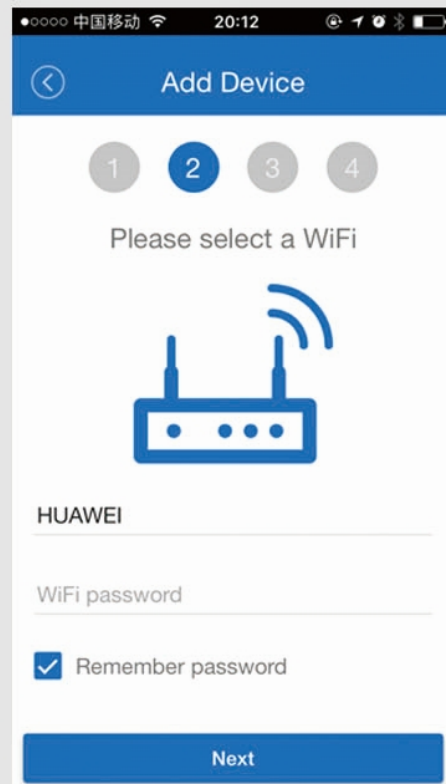 中国移动 20:12
Add Device
1 2 3 4
Please select a WiFi
HUAWEI
WiFi password
Remember password
Next